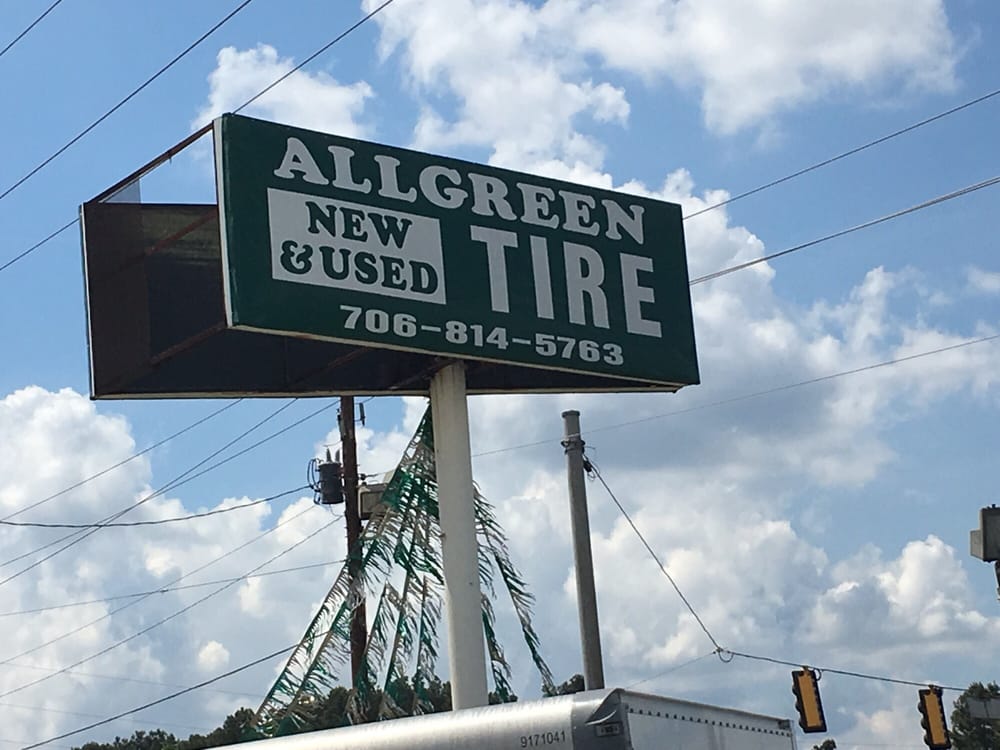 ALLGREEN
NEW
& USED
TIRE
706-814-5763
9171041